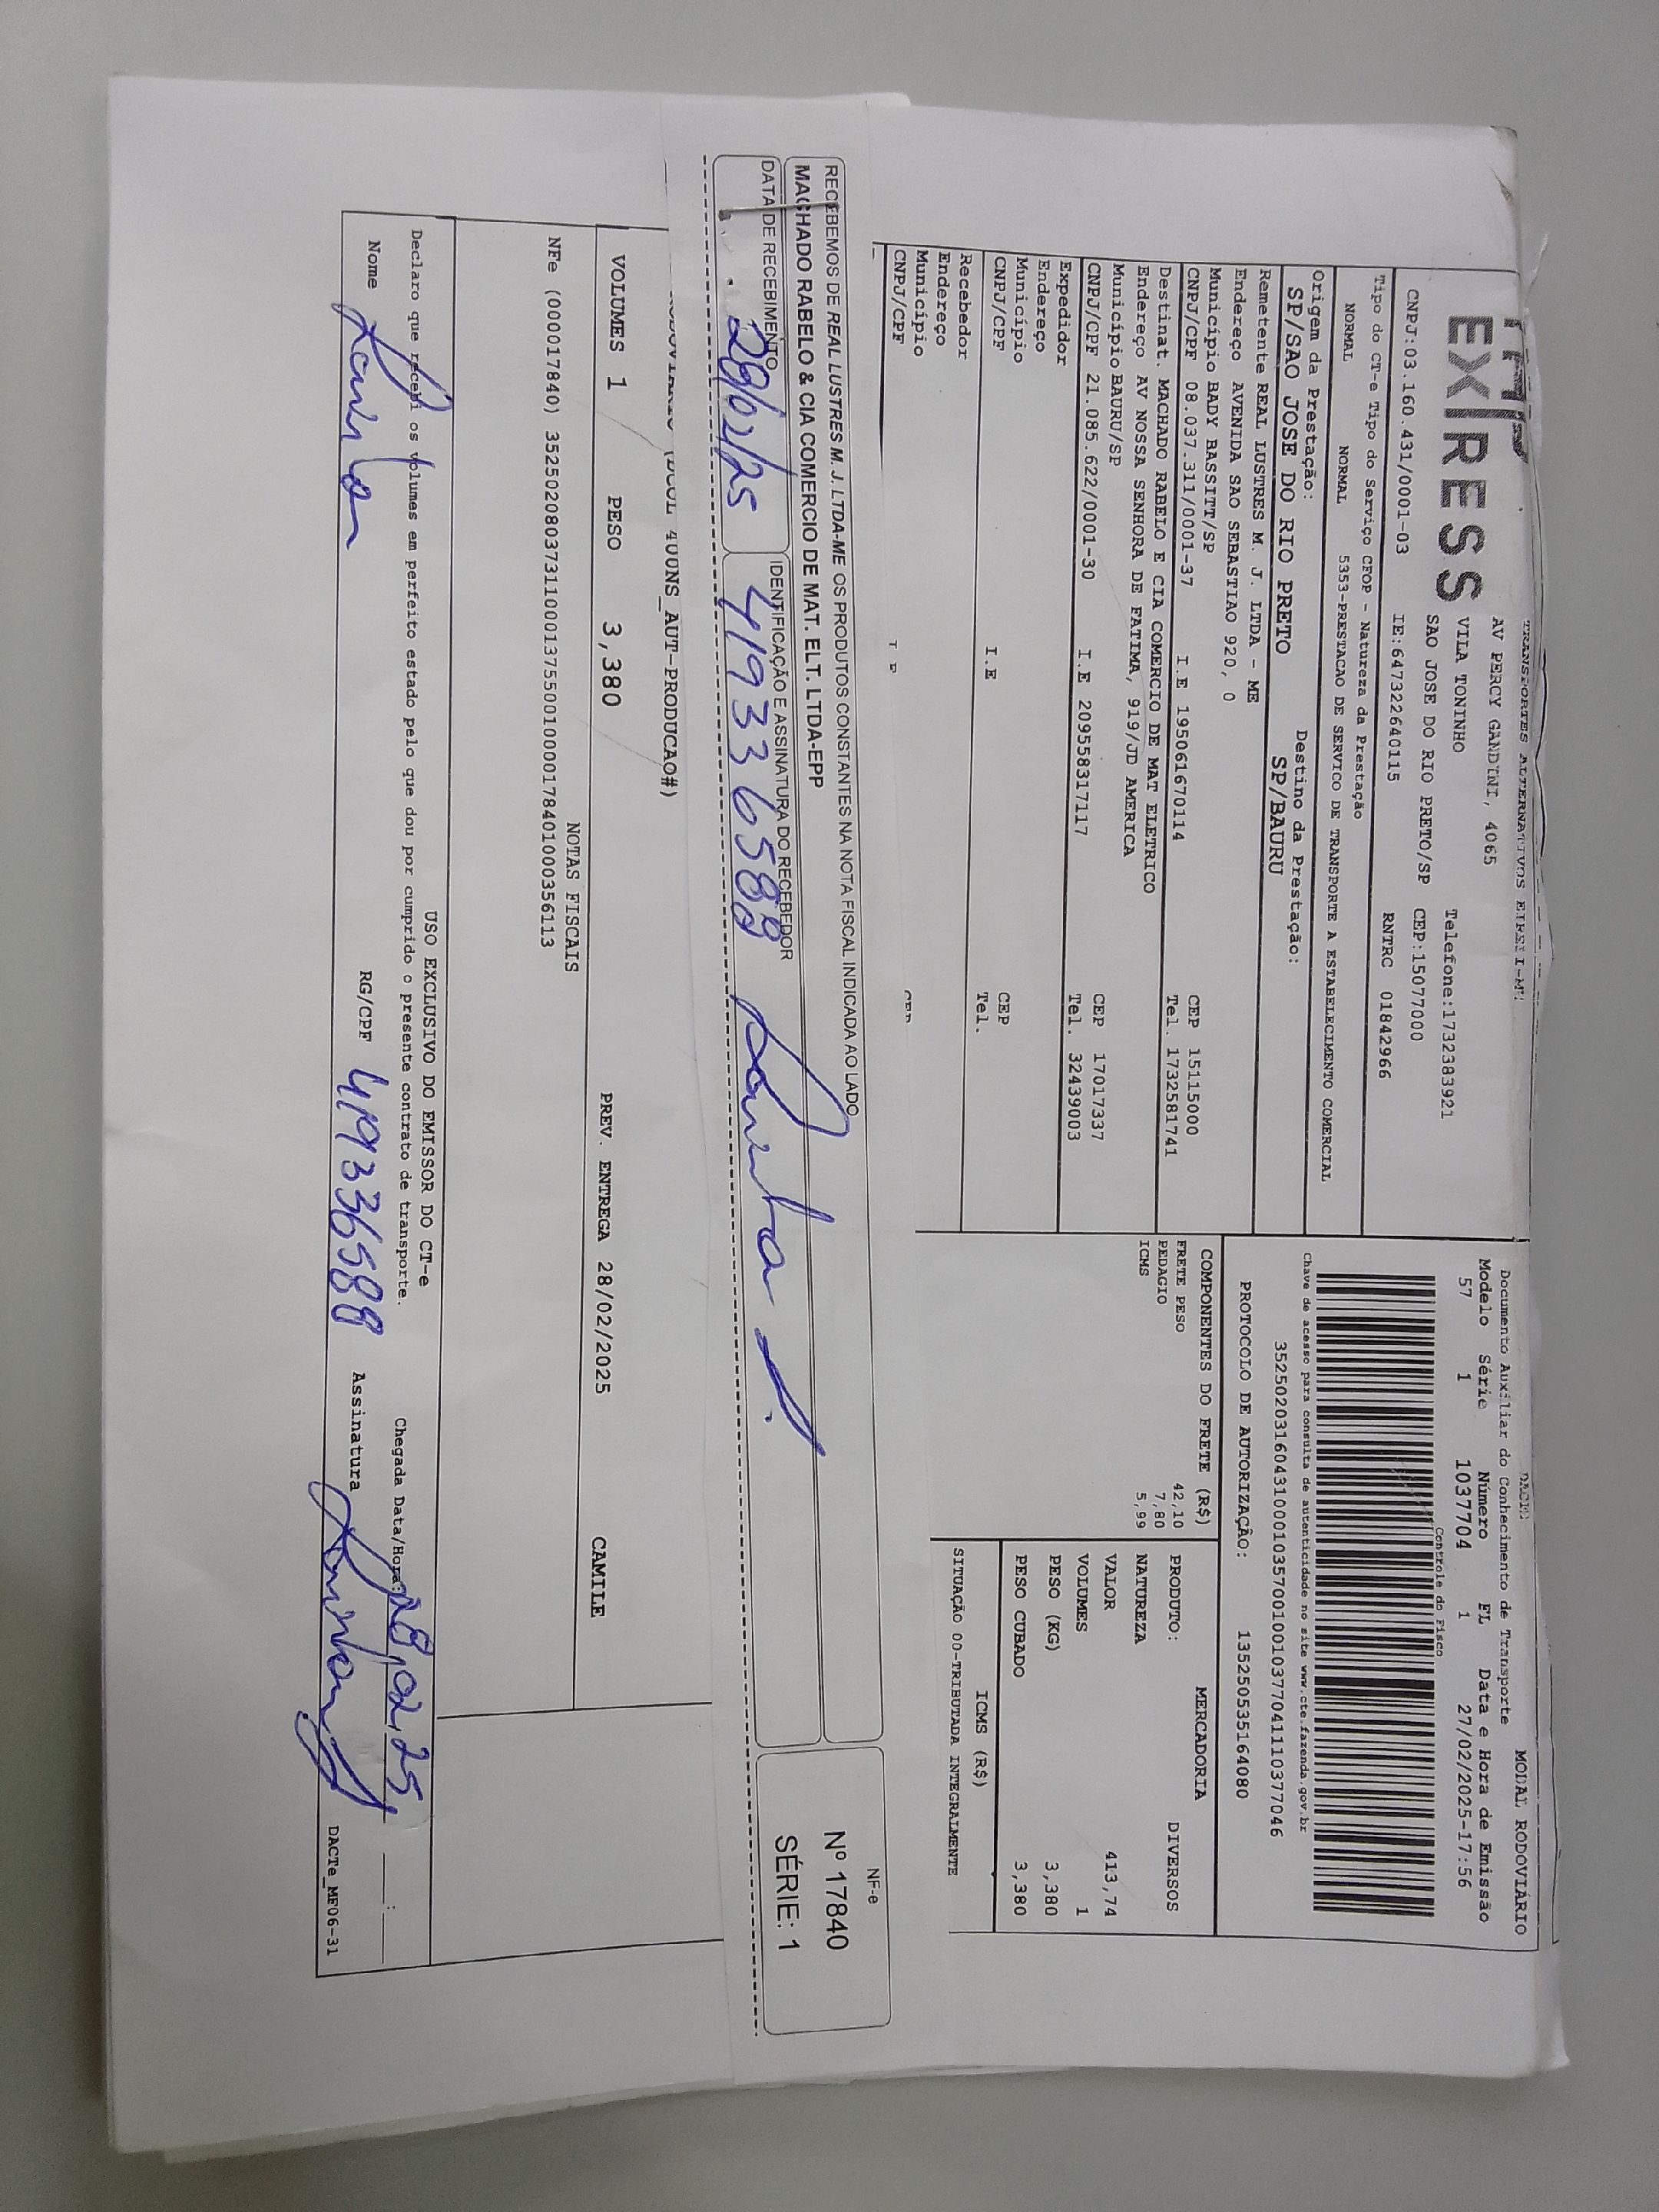 TRANSPORTES ALTERNATIVOS EIRELI-ME
EXPRESS
AV PERCY GANDINI, 4065
VILA TONINHO
Telefone:1732383921
SAO JOSE DO RIO PRETO/SP CEP:15077000
CNPJ:03.160.431/0001-03 IE:647322640115 RNTRC 01842966
Tipo do CT-e Tipo do Serviço CFOP - Natureza da Prestação
NORMAL NORMAL 5353-PRESTACAO DE SERVICO DE TRANSPORTE A ESTABELECIMENTO COMERCIAL
Origem da Prestação: Destino da Prestação:
SP/SAO JOSE DO RIO PRETO SP/BAURU
Remetente REAL LUSTRES M. J. LTDA - ME
Endereço AVENIDA SAO SEBASTIAO 920, 0
Município BADY BASSITT/SP CEP 15115000
CNPJ/CPF 08.037.311/0001-37 I.E 195061670114 Tel. 1732581741
Destinat. MACHADO RABELO E CIA COMERCIO DE MAT ELETRICO
Endereço AV NOSSA SENHORA DE FATIMA, 919/JD AMERICA
Município BAURU/SP CEP 17017337
CNPJ/CPF 21.085.622/0001-30 I.E 209558317117 Tel. 32439003
Expedidor
Endereço
Município CEP
CNPJ/CPF I.E Tel.
Recebedor
Endereço
Município
CNPJ/CPF
DACTE MODAL RODOVIÁRIO
Documento Auxiliar do Conhecimento de Transporte
Modelo Série Número FL Data e Hora de Emissão
57 1 1037704 1 27/02/2025-17:56
Controle do Fisco
Chave de acesso para consulta de autenticidade no site www.cte.fazenda.gov.br
35250203160431000103570010010377041110377046
PROTOCOLO DE AUTORIZAÇÃO: 135250535164080
COMPONENTES DO FRETE (R$)
FRETE PESO 42,10
PEDAGIO 7,80
ICMS 5,99
MERCADORIA
PRODUTO: DIVERSOS
NATUREZA
VALOR 413,74
VOLUMES 1
PESO (KG) 3,380
PESO CUBADO 3,380
ICMS (R$)
SITUAÇÃO 00-TRIBUTADA INTEGRALMENTE
RECEBEMOS DE REAL LUSTRES M. J. LTDA-ME OS PRODUTOS CONSTANTES NA NOTA FISCAL INDICADA AO LADO
MACHADO RABELO & CIA COMERCIO DE MAT. ELT. LTDA-EPP
DATA DE RECEBIMENTO IDENTIFICAÇÃO E ASSINATURA DO RECEBEDOR
28/02/25 419336588
NF-e
Nº 17840
SÉRIE: 1
400NS_AUT-PRODUCAO#)
VOLUMES 1 PESO 3,380 PREV. ENTREGA 28/02/2025 CAMILE
NOTAS FISCAIS
NFe (000017840) 35250208037311000137550010000178401000356113
USO EXCLUSIVO DO EMISSOR DO CT-e
Declaro que recebi os volumes em perfeito estado pelo que dou por cumprido o presente contrato de transporte.
Chegada Data/Hora: 28,02,25, :
Nome RG/CPF 419336588 Assinatura
DACTe_MF06-31